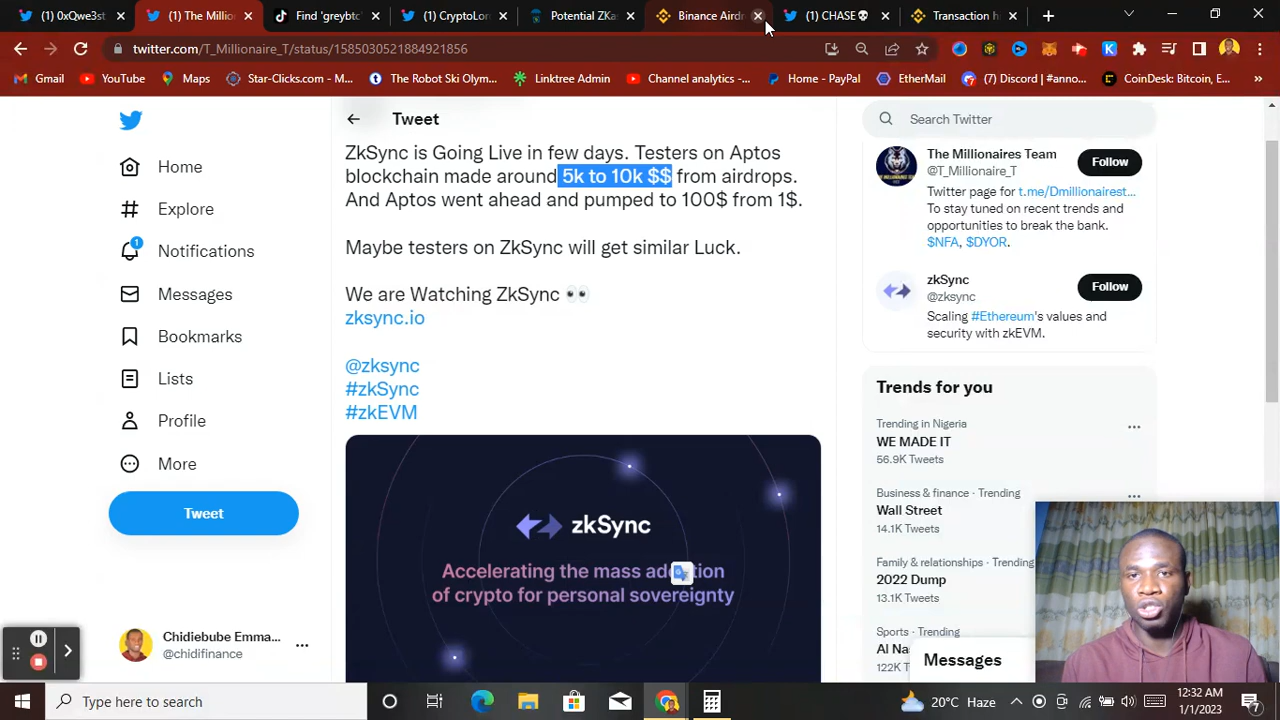 (1) 0xQwe3st
(1) The Million
Find 'greybtc
(1) CryptoLor
Potential ZKa
Binance Airdr
(1) CHASE💀
Transaction h
twitter.com/T_Millionaire_T/status/1585030521884921856
Gmail
YouTube
Maps
Star-Clicks.com - M...
The Robot Ski Olym...
Linktree Admin
Channel analytics -...
Home - PayPal
EtherMail
(7) Discord | #anno...
CoinDesk: Bitcoin, E...
Home
Explore
1
Notifications
Messages
Bookmarks
Lists
Profile
More
Tweet
Chidiebube Emma...
@chidifinance
Tweet
ZkSync is Going Live in few days. Testers on Aptos
blockchain made around 5k to 10k $$ from airdrops.
And Aptos went ahead and pumped to 100$ from 1$.
Maybe testers on ZkSync will get similar Luck.
We are Watching ZkSync 👀
zksync.io
@zksync
#zkSync
#zkEVM
zkSync
Accelerating the mass adoption
of crypto for personal sovereignty
Search Twitter
The Millionaires Team
@T_Millionaire_T
Follow
Twitter page for t.me/Dmillionairest...
To stay tuned on recent trends and
opportunities to break the bank.
$NFA, $DYOR.
zkSync
@zksync
Follow
Scaling #Ethereum's values and
security with zkEVM.
Trends for you
Trending in Nigeria
WE MADE IT
56.9K Tweets
Business & finance · Trending
Wall Street
14.1K Tweets
Family & relationships · Trending
2022 Dump
13.1K Tweets
Sports · Trending
Al Na
122K T
Messages
Type here to search
20°C Haze
12:32 AM
1/1/2023
7